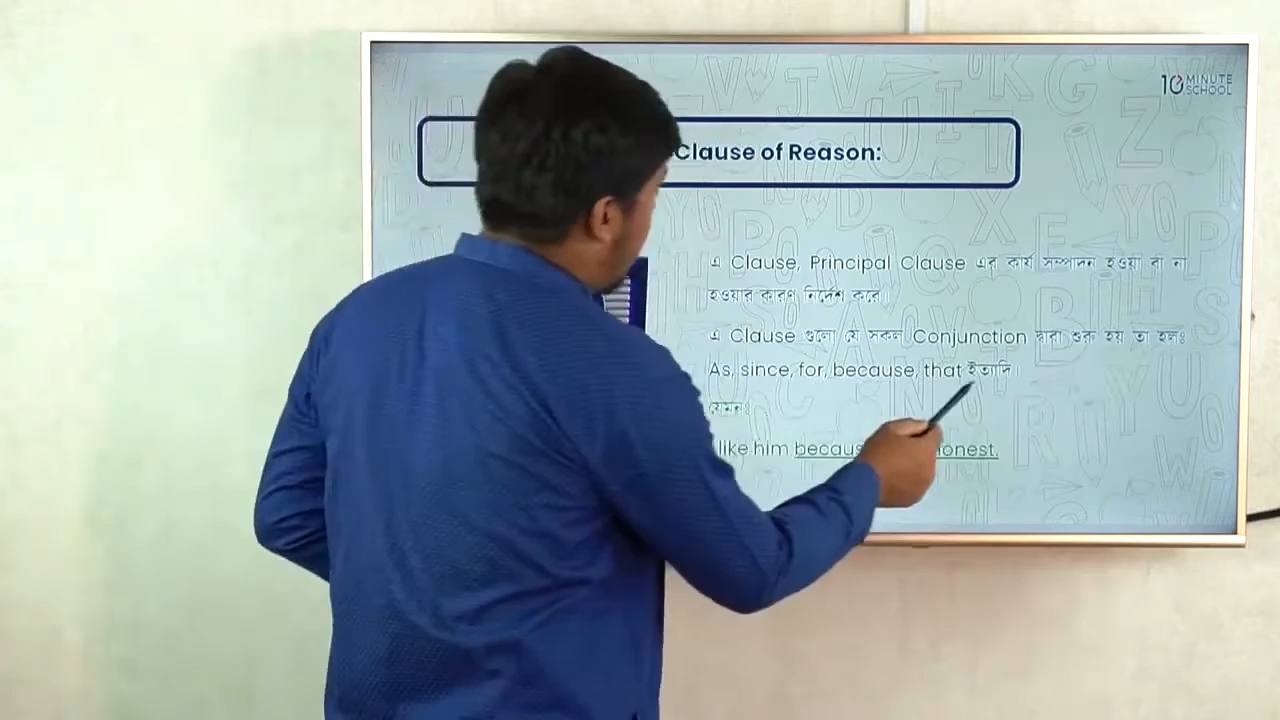 10 MINUTE
SCHOOL
Clause of Reason:
এ Clause, Principal Clause এর কার্য সম্পাদন হওয়া বা না
হওয়ার কারণ নির্দেশ করে।
এ Clause গুলো যে সকল Conjunction দ্বারা শুরু হয় তা হলঃ
As, since, for, because, that ইত্যাদি।
যেমনঃ
like him